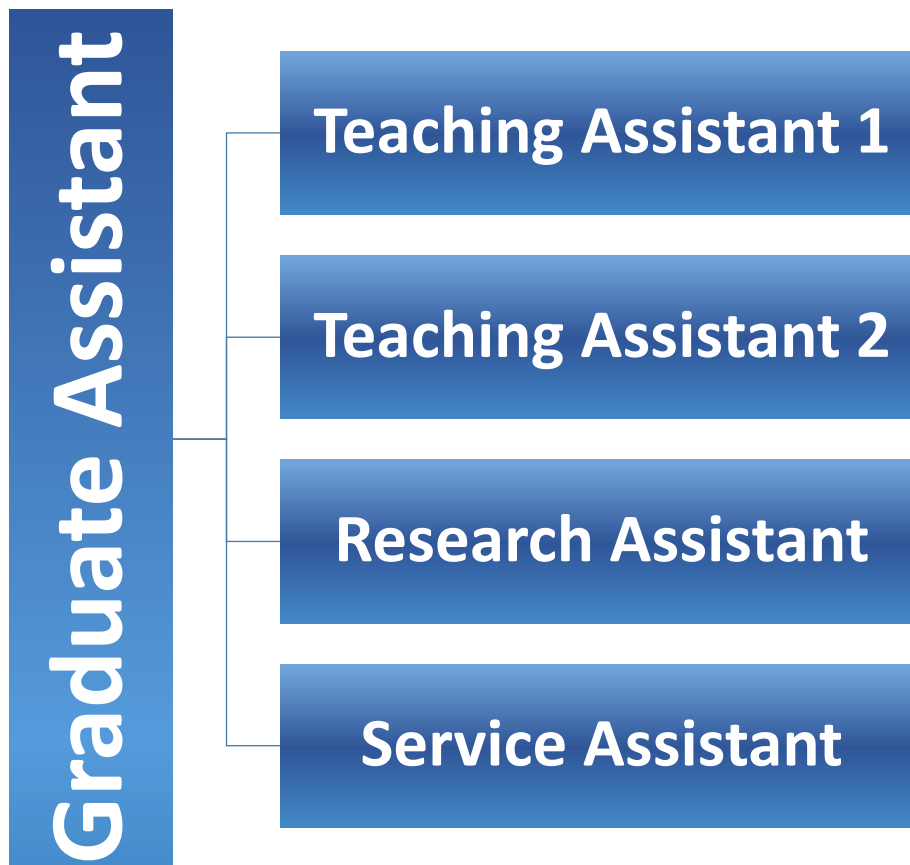 Graduate Assistant
Teaching Assistant 1
Teaching Assistant 2
Research Assistant
Service Assistant